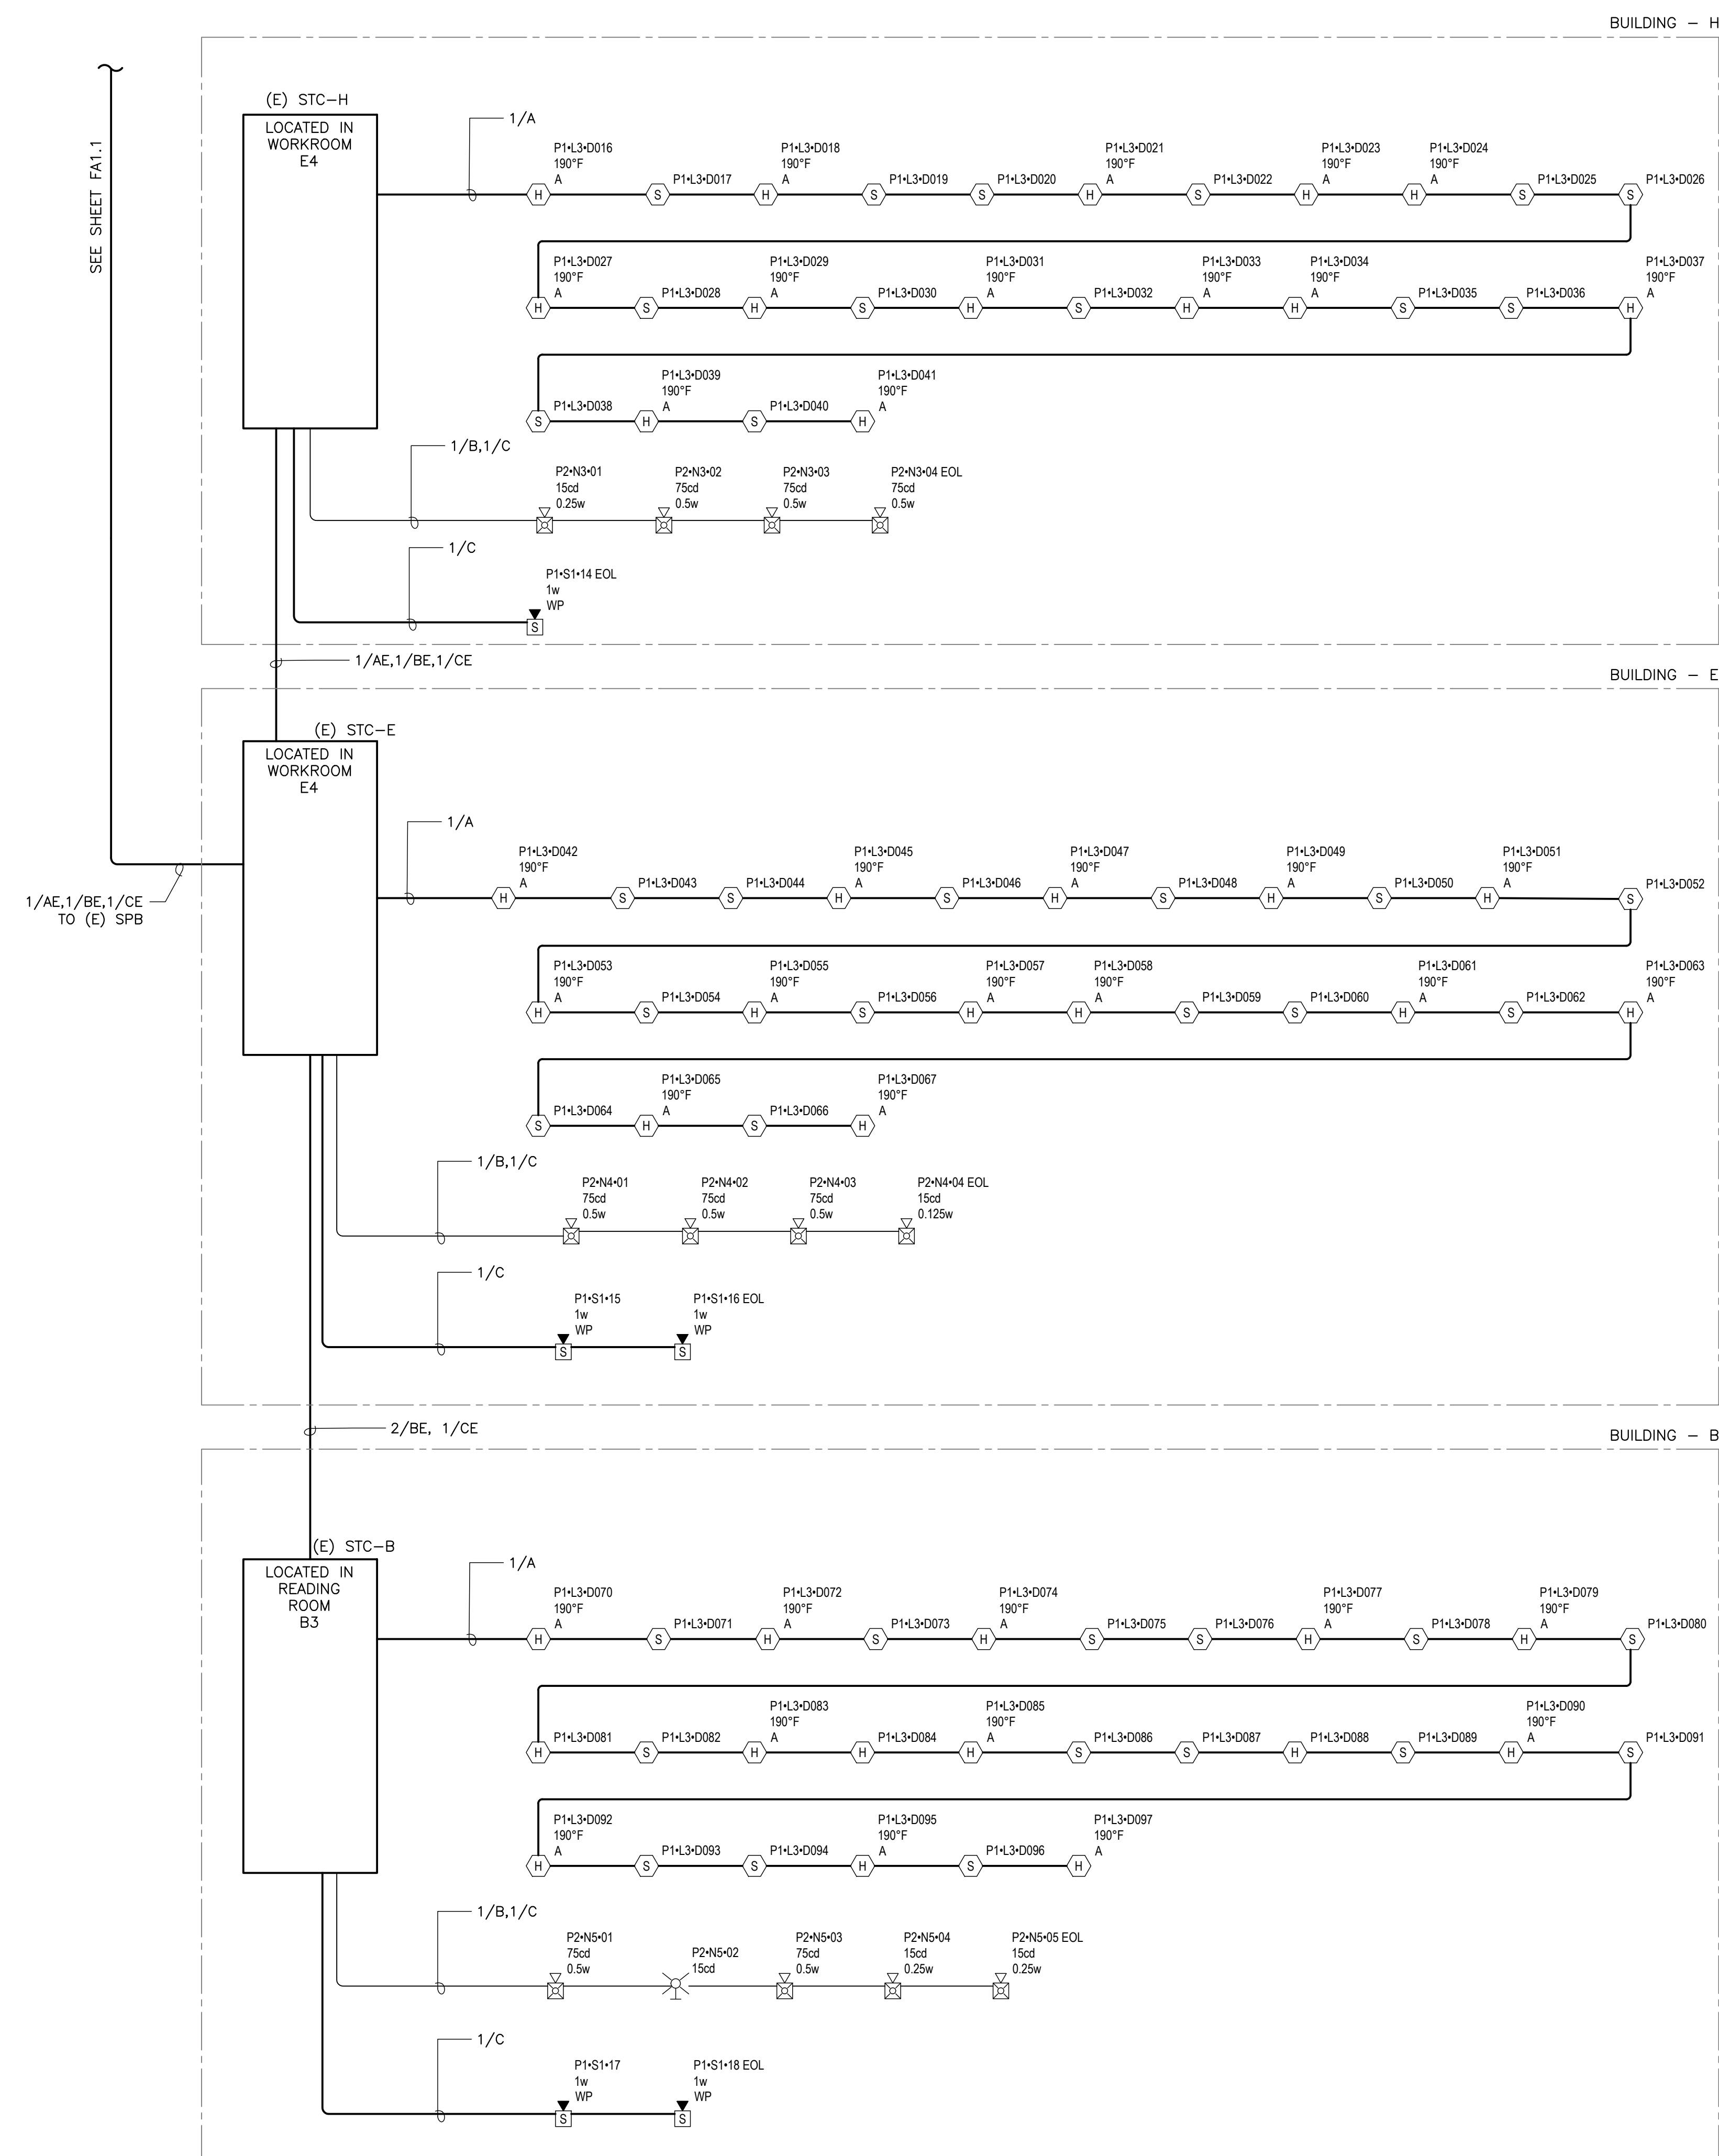 BUILDING - H
SEE SHEET FA1.1
(E) STC-H
LOCATED IN
WORKROOM
E4
1/A
P1•L3•D016
190°F
A
H
S
P1•L3•D017
P1•L3•D018
190°F
A
H
S
P1•L3•D019
S
P1•L3•D020
P1•L3•D021
190°F
A
H
S
P1•L3•D022
P1•L3•D023
190°F
A
H
P1•L3•D024
190°F
A
H
S
P1•L3•D025
S
P1•L3•D026
P1•L3•D027
190°F
A
H
S
P1•L3•D028
P1•L3•D029
190°F
A
H
S
P1•L3•D030
P1•L3•D031
190°F
A
H
S
P1•L3•D032
P1•L3•D033
190°F
A
H
P1•L3•D034
190°F
A
H
S
P1•L3•D035
S
P1•L3•D036
P1•L3•D037
190°F
A
H
S
P1•L3•D038
P1•L3•D039
190°F
A
H
S
P1•L3•D040
P1•L3•D041
190°F
A
H
1/B,1/C
P2•N3•01
15cd
0.25w
P2•N3•02
75cd
0.5w
P2•N3•03
75cd
0.5w
P2•N3•04 EOL
75cd
0.5w
1/C
P1•S1•14 EOL
1w
WP
S
1/AE,1/BE,1/CE
BUILDING - E
(E) STC-E
LOCATED IN
WORKROOM
E4
1/AE,1/BE,1/CE
TO (E) SPB
1/A
P1•L3•D042
190°F
A
H
S
P1•L3•D043
S
P1•L3•D044
P1•L3•D045
190°F
A
H
S
P1•L3•D046
P1•L3•D047
190°F
A
H
S
P1•L3•D048
P1•L3•D049
190°F
A
H
S
P1•L3•D050
P1•L3•D051
190°F
A
H
S
P1•L3•D052
P1•L3•D053
190°F
A
H
S
P1•L3•D054
P1•L3•D055
190°F
A
H
S
P1•L3•D056
P1•L3•D057
190°F
A
H
P1•L3•D058
190°F
A
H
S
P1•L3•D059
S
P1•L3•D060
P1•L3•D061
190°F
A
H
S
P1•L3•D062
P1•L3•D063
190°F
A
H
S
P1•L3•D064
P1•L3•D065
190°F
A
H
S
P1•L3•D066
P1•L3•D067
190°F
A
H
1/B,1/C
P2•N4•01
75cd
0.5w
P2•N4•02
75cd
0.5w
P2•N4•03
75cd
0.5w
P2•N4•04 EOL
15cd
0.125w
1/C
P1•S1•15
1w
WP
S
P1•S1•16 EOL
1w
WP
S
2/BE, 1/CE
BUILDING - B
(E) STC-B
LOCATED IN
READING
ROOM
B3
1/A
P1•L3•D070
190°F
A
H
S
P1•L3•D071
P1•L3•D072
190°F
A
H
S
P1•L3•D073
P1•L3•D074
190°F
A
H
S
P1•L3•D075
S
P1•L3•D076
P1•L3•D077
190°F
A
H
S
P1•L3•D078
P1•L3•D079
190°F
A
H
S
P1•L3•D080
H
P1•L3•D081
S
P1•L3•D082
P1•L3•D083
190°F
A
H
H
P1•L3•D084
P1•L3•D085
190°F
A
H
S
P1•L3•D086
S
P1•L3•D087
H
P1•L3•D088
S
P1•L3•D089
P1•L3•D090
190°F
A
H
S
P1•L3•D091
P1•L3•D092
190°F
A
H
S
P1•L3•D093
S
P1•L3•D094
P1•L3•D095
190°F
A
H
S
P1•L3•D096
P1•L3•D097
190°F
A
H
1/B,1/C
P2•N5•01
75cd
0.5w
P2•N5•02
15cd
P2•N5•03
75cd
0.5w
P2•N5•04
15cd
0.25w
P2•N5•05 EOL
15cd
0.25w
1/C
P1•S1•17
1w
WP
S
P1•S1•18 EOL
1w
WP
S